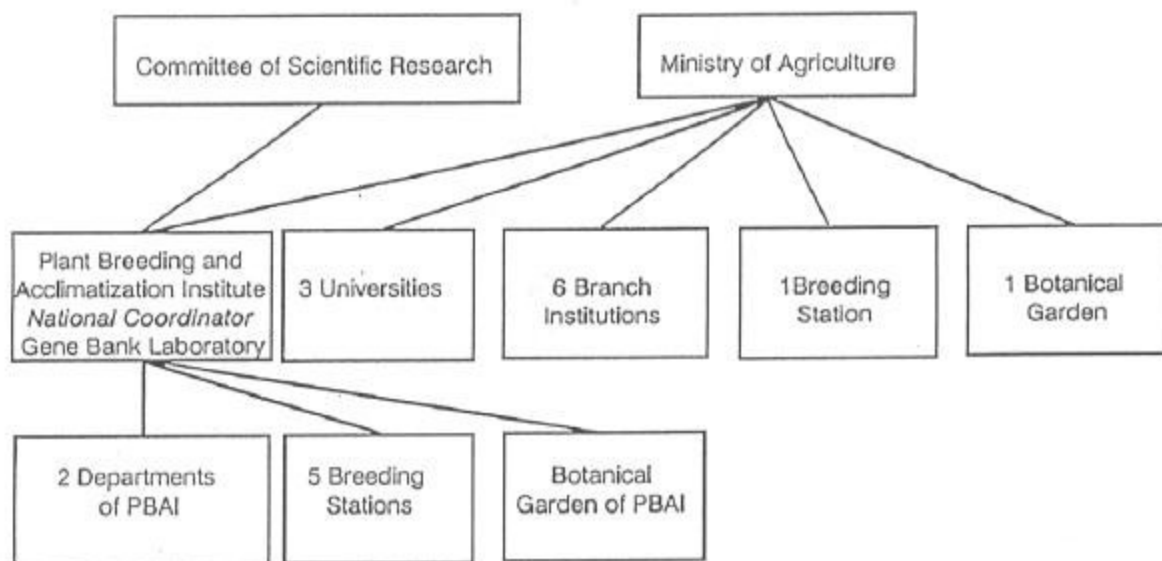 Committee of Scientific Research
Ministry of Agriculture
Plant Breeding and
Acclimatization Institute
National Coordinator
Gene Bank Laboratory
3 Universities
6 Branch
Institutions
1Breeding
Station
1 Botanical
Garden
2 Departments
of PBAI
5 Breeding
Stations
Botanical
Garden of PBAI